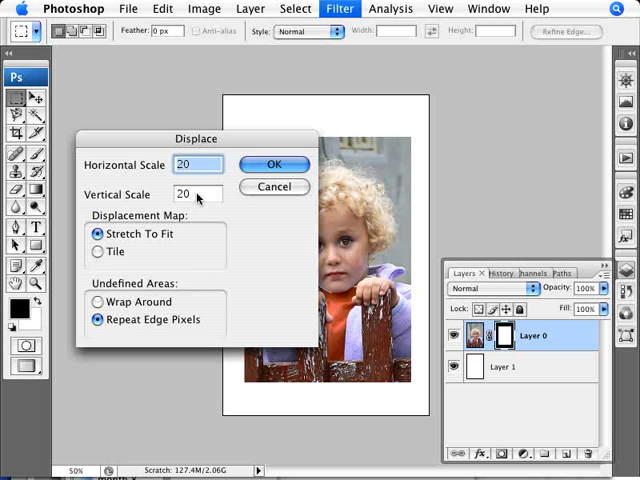 Photoshop File Edit Image Layer Select Filter Analysis View Window Help
Feather: 0 px Anti-alias Style: Normal Width: Height: Refine Edge...
Ps
Displace
Horizontal Scale 20 OK
Vertical Scale 20 Cancel
Displacement Map:
Stretch To Fit
Tile
Undefined Areas:
Wrap Around
Repeat Edge Pixels
Layers × History hannels Paths
Normal Opacity: 100%
Lock: Fill: 100%
Layer 0
Layer 1
fx
50% Scratch: 127.4M/2.06G